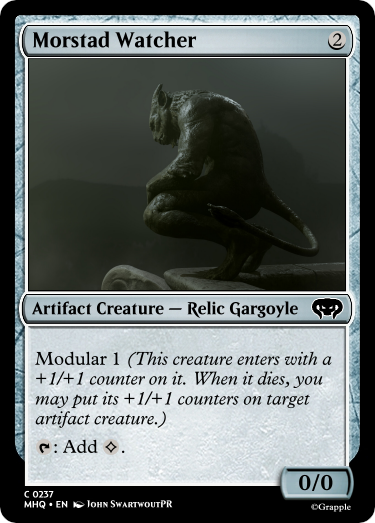 Morstad Watcher 2
Artifact Creature — Relic Gargoyle
Modular 1 (This creature enters with a
+1/+1 counter on it. When it dies, you
may put its +1/+1 counters on target
artifact creature.)
: Add .
0/0
C 0237
MHQ • EN John SwartwoutPR
©Grapple